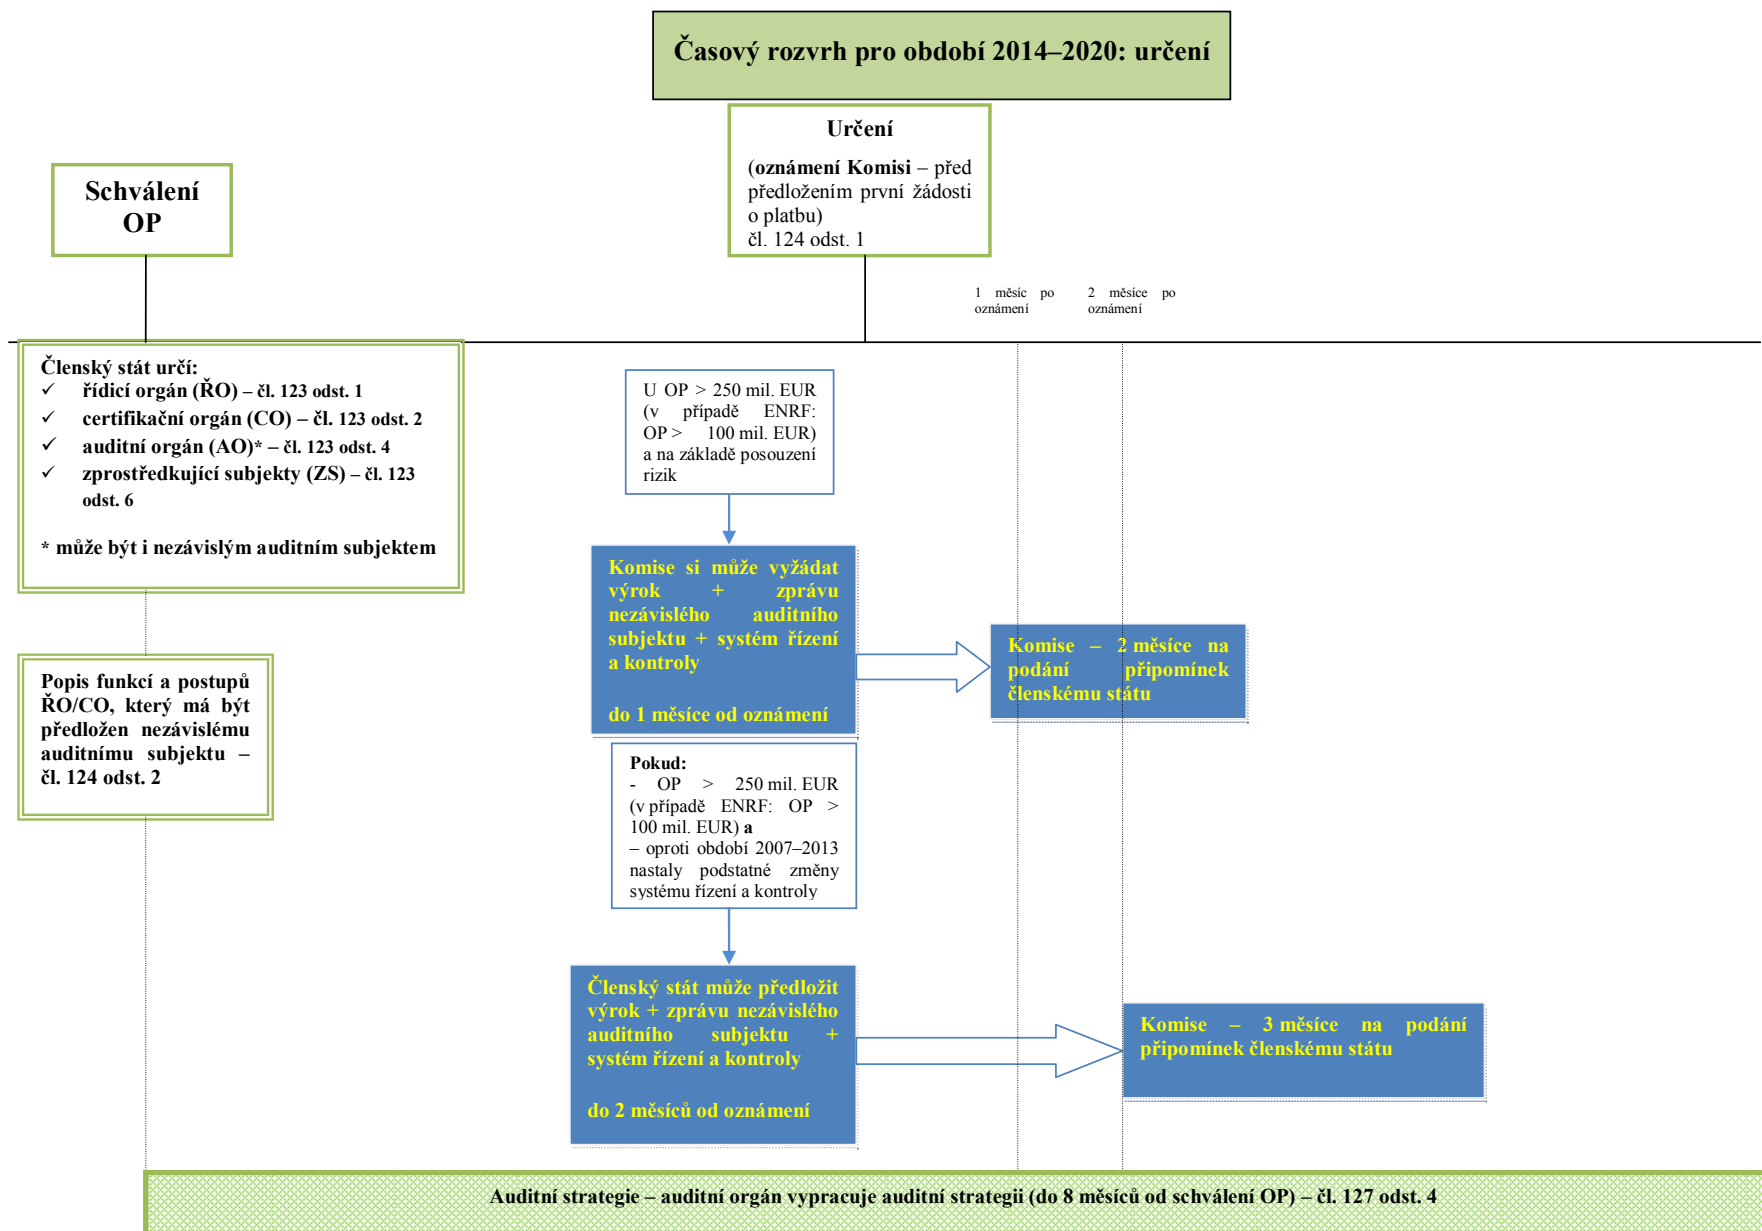 Časový rozvrh pro období 2014–2020: určení
Určení
(oznámení Komisi – před
předložením první žádosti
o platbu)
čl. 124 odst. 1
Schválení
OP
1 měsíc po
oznámení
2 měsíce po
oznámení
Členský stát určí:
✓ řídicí orgán (ŘO) – čl. 123 odst. 1
✓ certifikační orgán (CO) – čl. 123 odst. 2
✓ auditní orgán (AO)* – čl. 123 odst. 4
✓ zprostředkující subjekty (ZS) – čl. 123
odst. 6
* může být i nezávislým auditním subjektem
Popis funkcí a postupů
ŘO/CO, který má být
předložen nezávislému
auditnímu subjektu –
čl. 124 odst. 2
U OP > 250 mil. EUR
(v případě ENRF:
OP > 100 mil. EUR)
a na základě posouzení
rizik
Komise si může vyžádat
výrok + zprávu
nezávislého auditního
subjektu + systém řízení
a kontroly
do 1 měsíce od oznámení
Komise – 2 měsíce na
podání připomínek
členskému státu
Pokud:
- OP > 250 mil. EUR
(v případě ENRF: OP >
100 mil. EUR) a
– oproti období 2007–2013
nastaly podstatné změny
systému řízení a kontroly
Členský stát může předložit
výrok + zprávu nezávislého
auditního subjektu +
systém řízení a kontroly
do 2 měsíců od oznámení
Komise – 3 měsíce na podání
připomínek členskému státu
Auditní strategie – auditní orgán vypracuje auditní strategii (do 8 měsíců od schválení OP) – čl. 127 odst. 4